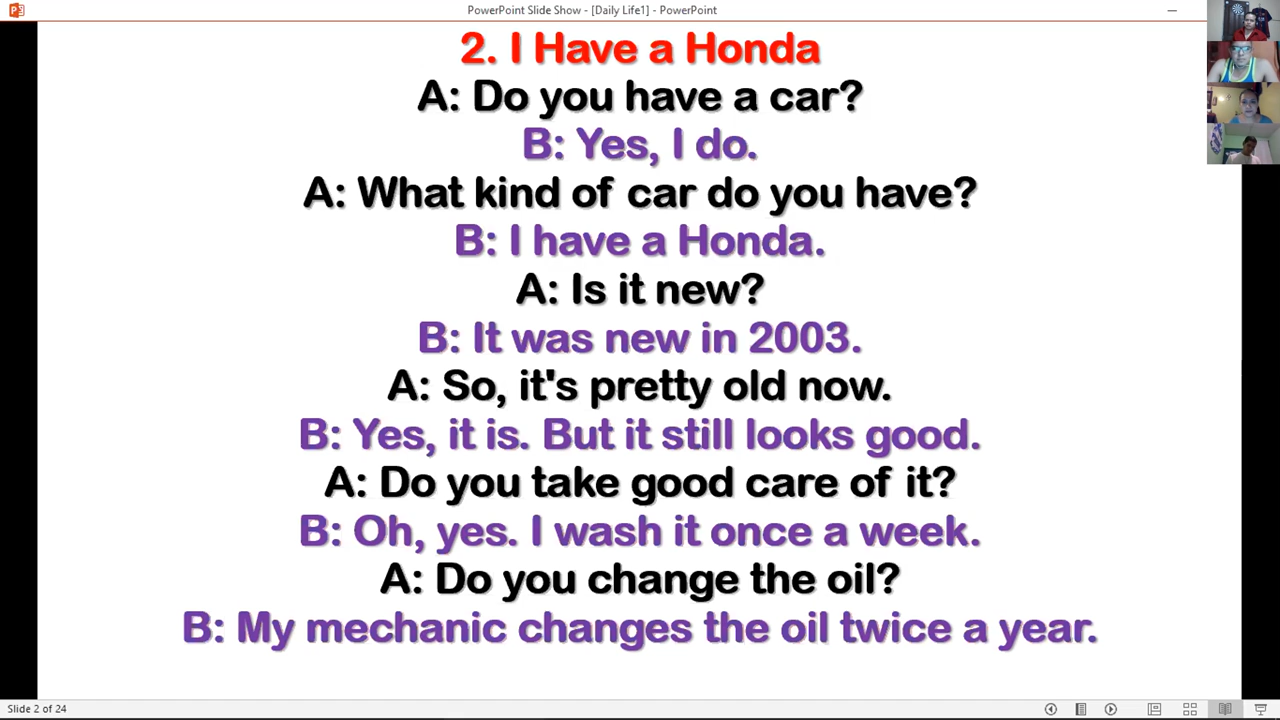 PowerPoint Slide Show - [Daily Life1] - PowerPoint
2. I Have a Honda
A: Do you have a car?
B: Yes, I do.
A: What kind of car do you have?
B: I have a Honda.
A: Is it new?
B: It was new in 2003.
A: So, it's pretty old now.
B: Yes, it is. But it still looks good.
A: Do you take good care of it?
B: Oh, yes. I wash it once a week.
A: Do you change the oil?
B: My mechanic changes the oil twice a year.
Slide 2 of 24